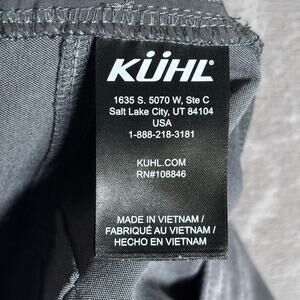 KÜHL®
1635 S. 5070 W, Ste C
Salt Lake City, UT 84104
USA
1-888-218-3181
KUHL.COM
RN#108846
MADE IN VIETNAM /
FABRIQUÉ AU VIETNAM /
HECHO EN VIETNAM